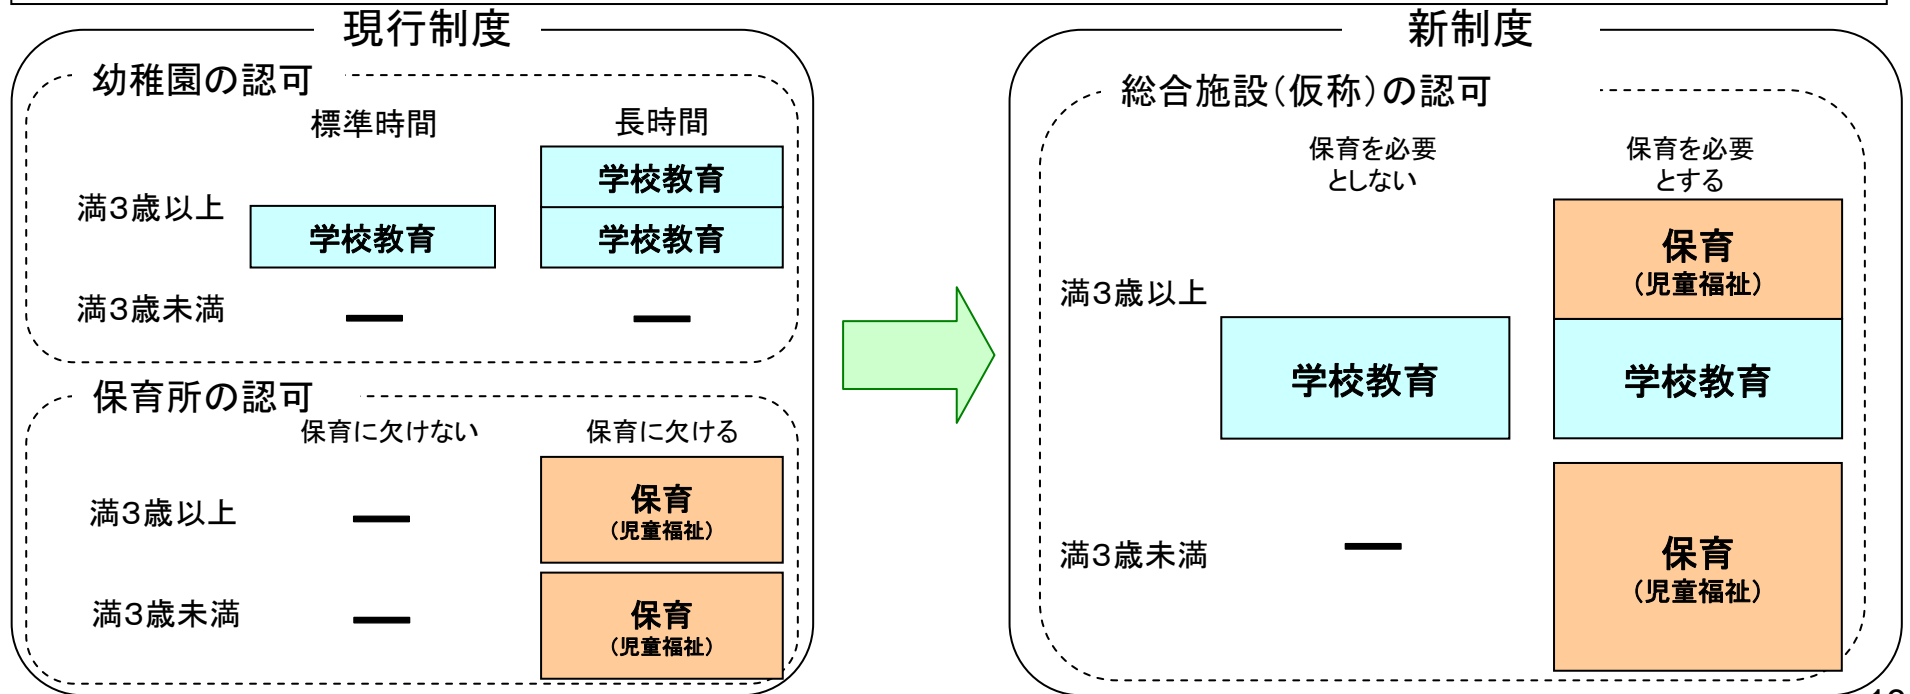 現行制度
幼稚園の認可
標準時間
長時間
満3歳以上
学校教育
学校教育
学校教育
満3歳未満
―
―
保育所の認可
保育に欠けない
保育に欠ける
満3歳以上
―
保育
(児童福祉)
満3歳未満
―
保育
(児童福祉)
新制度
総合施設(仮称)の認可
保育を必要
としない
保育を必要
とする
満3歳以上
保育
(児童福祉)
学校教育
学校教育
満3歳未満
―
保育
(児童福祉)